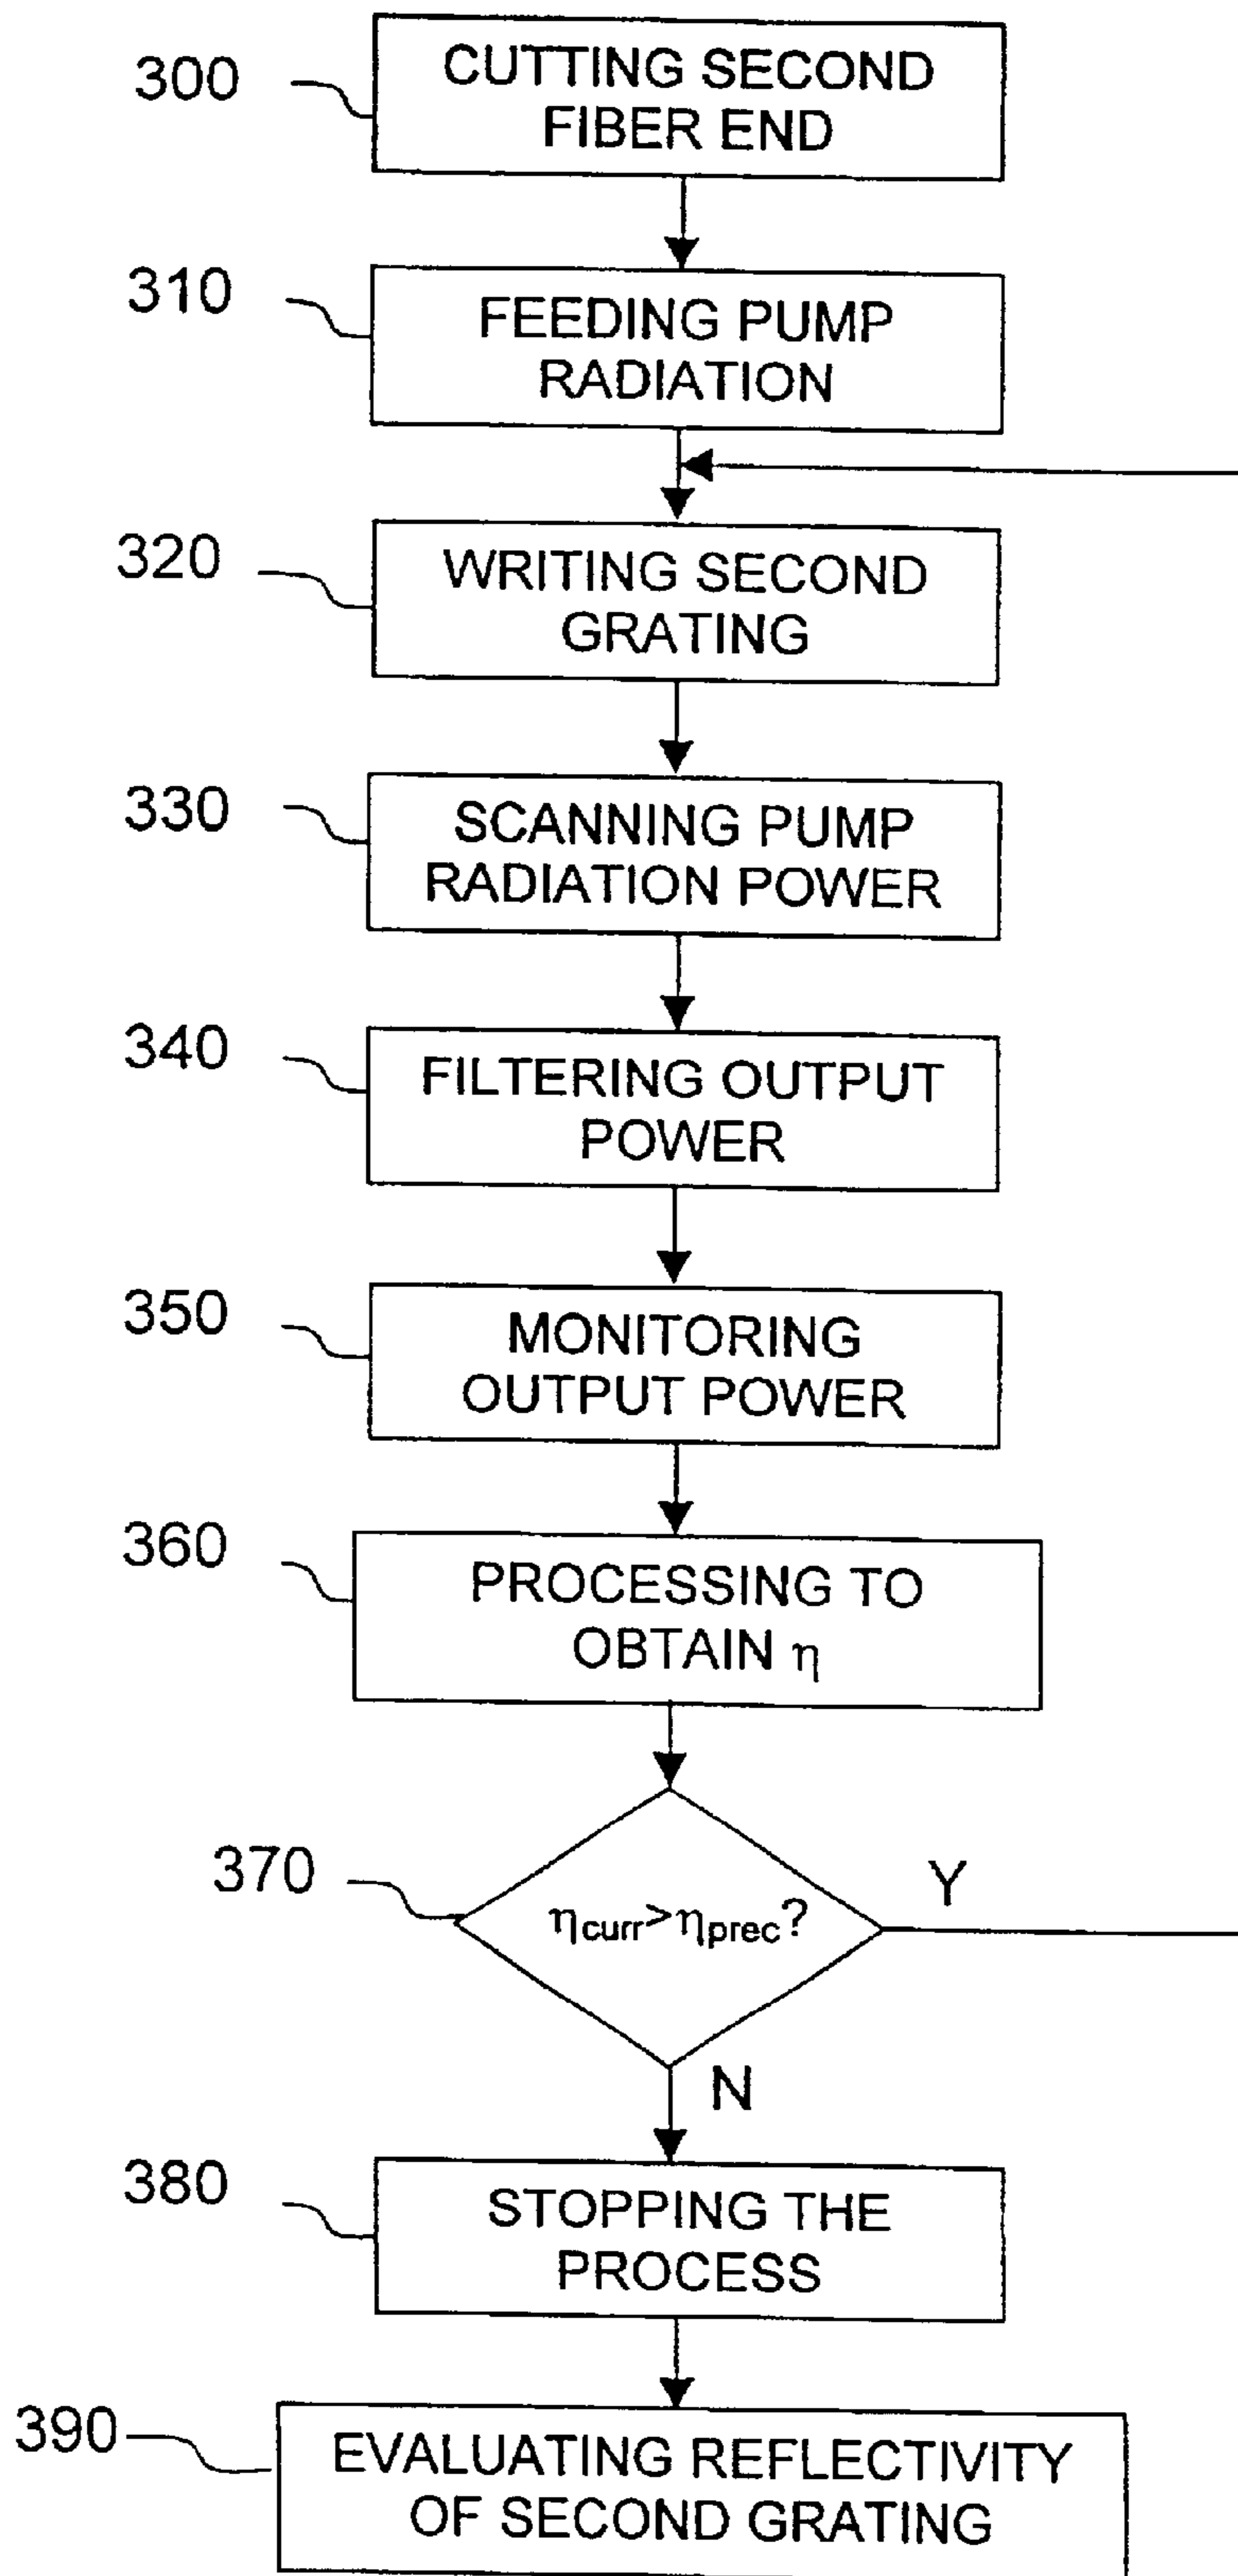 300
CUTTING SECOND
FIBER END
310
FEEDING PUMP
RADIATION
320
WRITING SECOND
GRATING
330
SCANNING PUMP
RADIATION POWER
340
FILTERING OUTPUT
POWER
350
MONITORING
OUTPUT POWER
360
PROCESSING TO
OBTAIN η
370
ηcurr>ηprec?
Y
N
380
STOPPING THE
PROCESS
390
EVALUATING REFLECTIVITY
OF SECOND GRATING